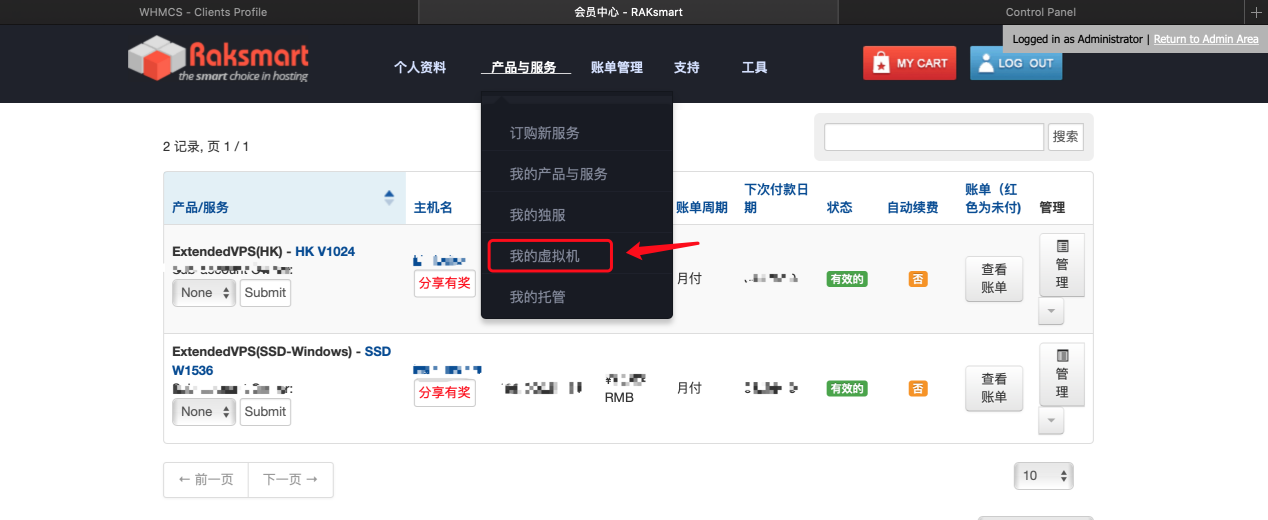 WHMCS - Clients Profile
会员中心 - RAKsmart
Control Panel
Logged in as Administrator | Return to Admin Area
Raksmart
the smart choice in hosting
个人资料
产品与服务
账单管理
支持
工具
MY CART
LOG OUT
订购新服务
我的产品与服务
我的独服
我的虚拟机
我的托管
2 记录, 页 1 / 1
搜索
产品/服务
主机名
账单周期
下次付款日
期
状态
自动续费
账单（红
色为未付)
管理
ExtendedVPS(HK) - HK V1024
None
Submit
分享有奖
月付
有效的
否
查看
账单
管
理
ExtendedVPS(SSD-Windows) - SSD
W1536
None
Submit
分享有奖
RMB
月付
有效的
否
查看
账单
管
理
← 前一页
下一页 →
10